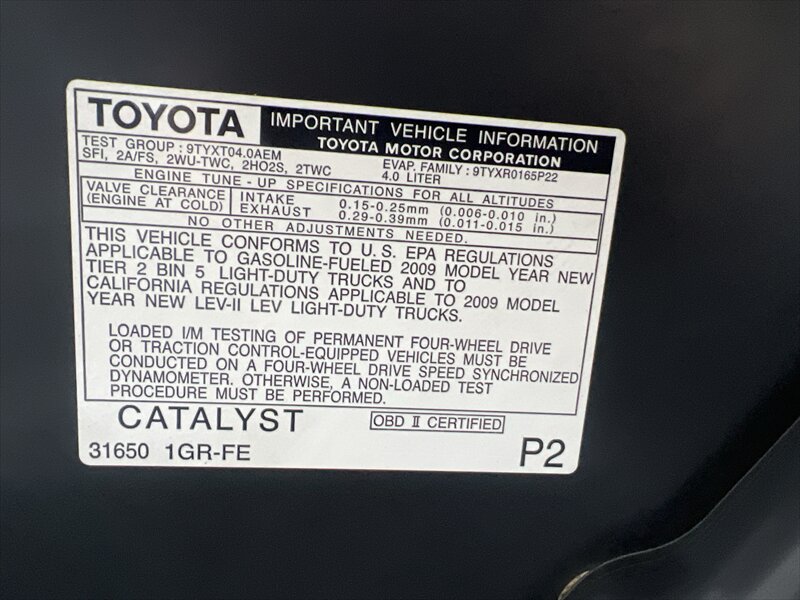 TOYOTA IMPORTANT VEHICLE INFORMATION
TOYOTA MOTOR CORPORATION
TEST GROUP : 9TYXT04.0AEM EVAP. FAMILY : 9TYXR0165P22
SFI, 2A/FS, 2WU-TWC, 2HO2S, 2TWC 4.0 LITER
ENGINE TUNE - UP SPECIFICATIONS FOR ALL ALTITUDES
VALVE CLEARANCE INTAKE 0.15-0.25mm (0.006-0.010 in.)
(ENGINE AT COLD) EXHAUST 0.29-0.39mm (0.011-0.015 in.)
NO OTHER ADJUSTMENTS NEEDED.
THIS VEHICLE CONFORMS TO U.S. EPA REGULATIONS
APPLICABLE TO GASOLINE-FUELED 2009 MODEL YEAR NEW
TIER 2 BIN 5 LIGHT-DUTY TRUCKS AND TO
CALIFORNIA REGULATIONS APPLICABLE TO 2009 MODEL
YEAR NEW LEV-II LEV LIGHT-DUTY TRUCKS.
LOADED I/M TESTING OF PERMANENT FOUR-WHEEL DRIVE
OR TRACTION CONTROL-EQUIPPED VEHICLES MUST BE
CONDUCTED ON A FOUR-WHEEL DRIVE SPEED SYNCHRONIZED
DYNAMOMETER. OTHERWISE, A NON-LOADED TEST
PROCEDURE MUST BE PERFORMED.
CATALYST OBD II CERTIFIED
31650 1GR-FE P2